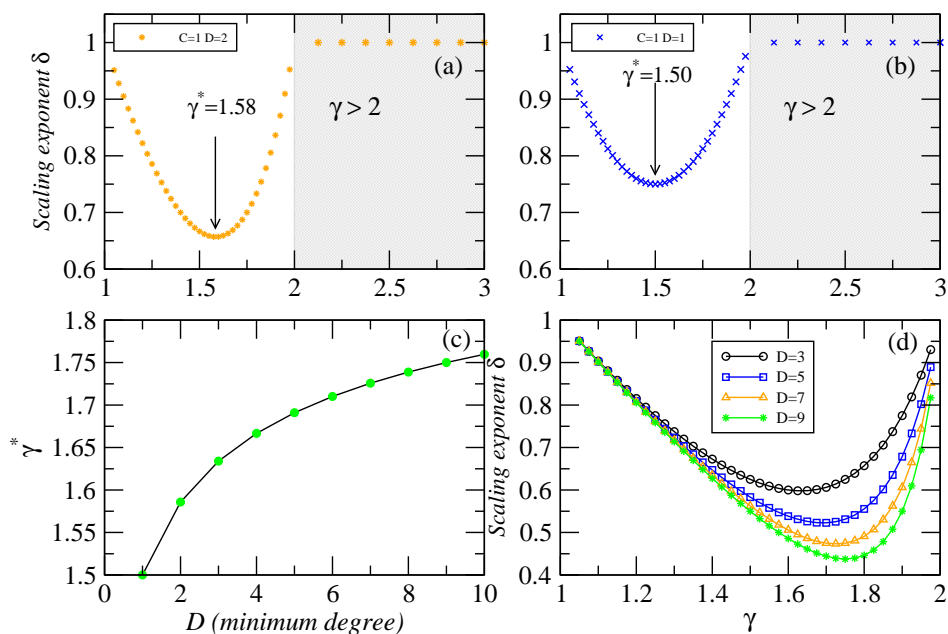 C=1 D=2
(a)
γ*=1.58
γ > 2
Scaling exponent δ
1
0.9
0.8
0.7
0.6
1 1.5 2 2.5 3
C=1 D=1
(b)
γ*=1.50
γ > 2
1
0.9
0.8
0.7
0.6
1 1.5 2 2.5 3
(c)
γ*
1.8
1.75
1.7
1.65
1.6
1.55
1.5
0 2 4 6 8 10
D (minimum degree)
(d)
D=3
D=5
D=7
D=9
Scaling exponent δ
1
0.9
0.8
0.7
0.6
0.5
0.4
1 1.2 1.4 1.6 1.8 2
γ